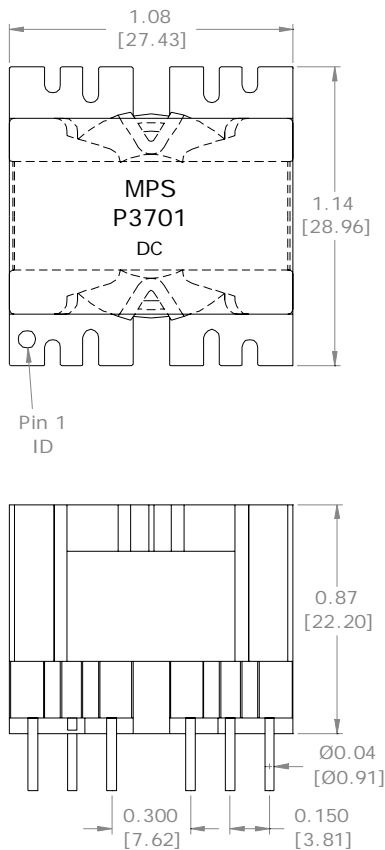 1.08
[27.43]
MPS
P3701
DC
1.14
[28.96]
Pin 1
ID
0.87
[22.20]
Ø0.04
[Ø0.91]
0.300
[7.62]
0.150
[3.81]